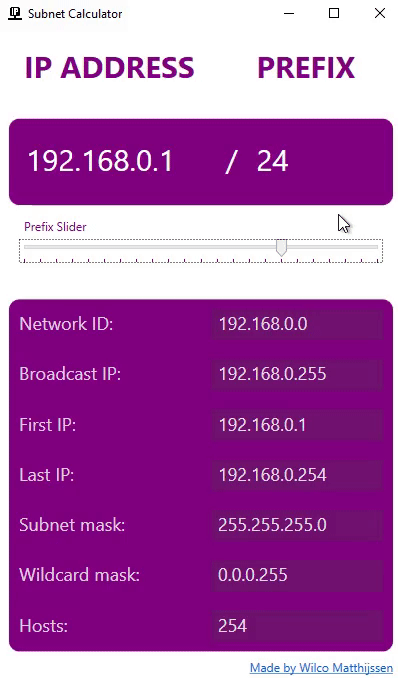 Subnet Calculator
IP ADDRESS PREFIX
192.168.0.1 / 24
Prefix Slider
Network ID: 192.168.0.0
Broadcast IP: 192.168.0.255
First IP: 192.168.0.1
Last IP: 192.168.0.254
Subnet mask: 255.255.255.0
Wildcard mask: 0.0.0.255
Hosts: 254
Made by Wilco Matthijssen